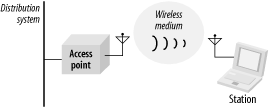 Distribution
system
Wireless
medium
Access
point
Station